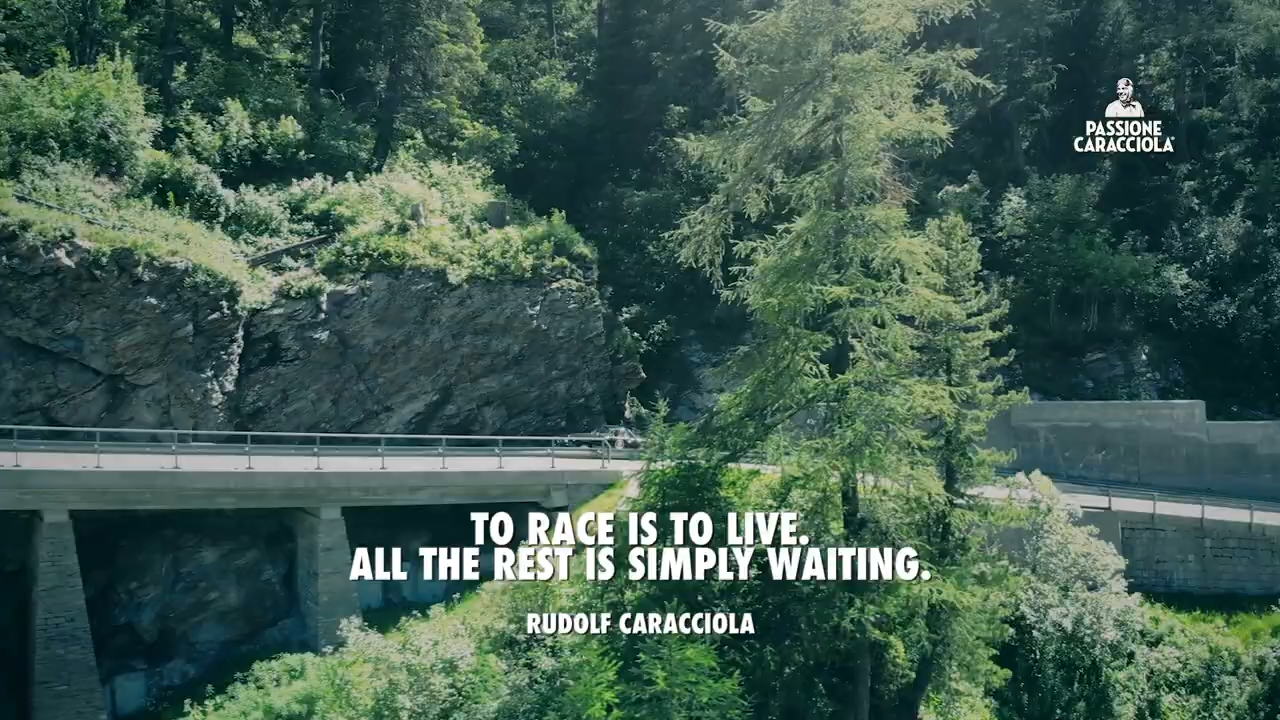 PASSIONE
CARACCIOLA
TO RACE IS TO LIVE.
ALL THE REST IS SIMPLY WAITING.
RUDOLF CARACCIOLA